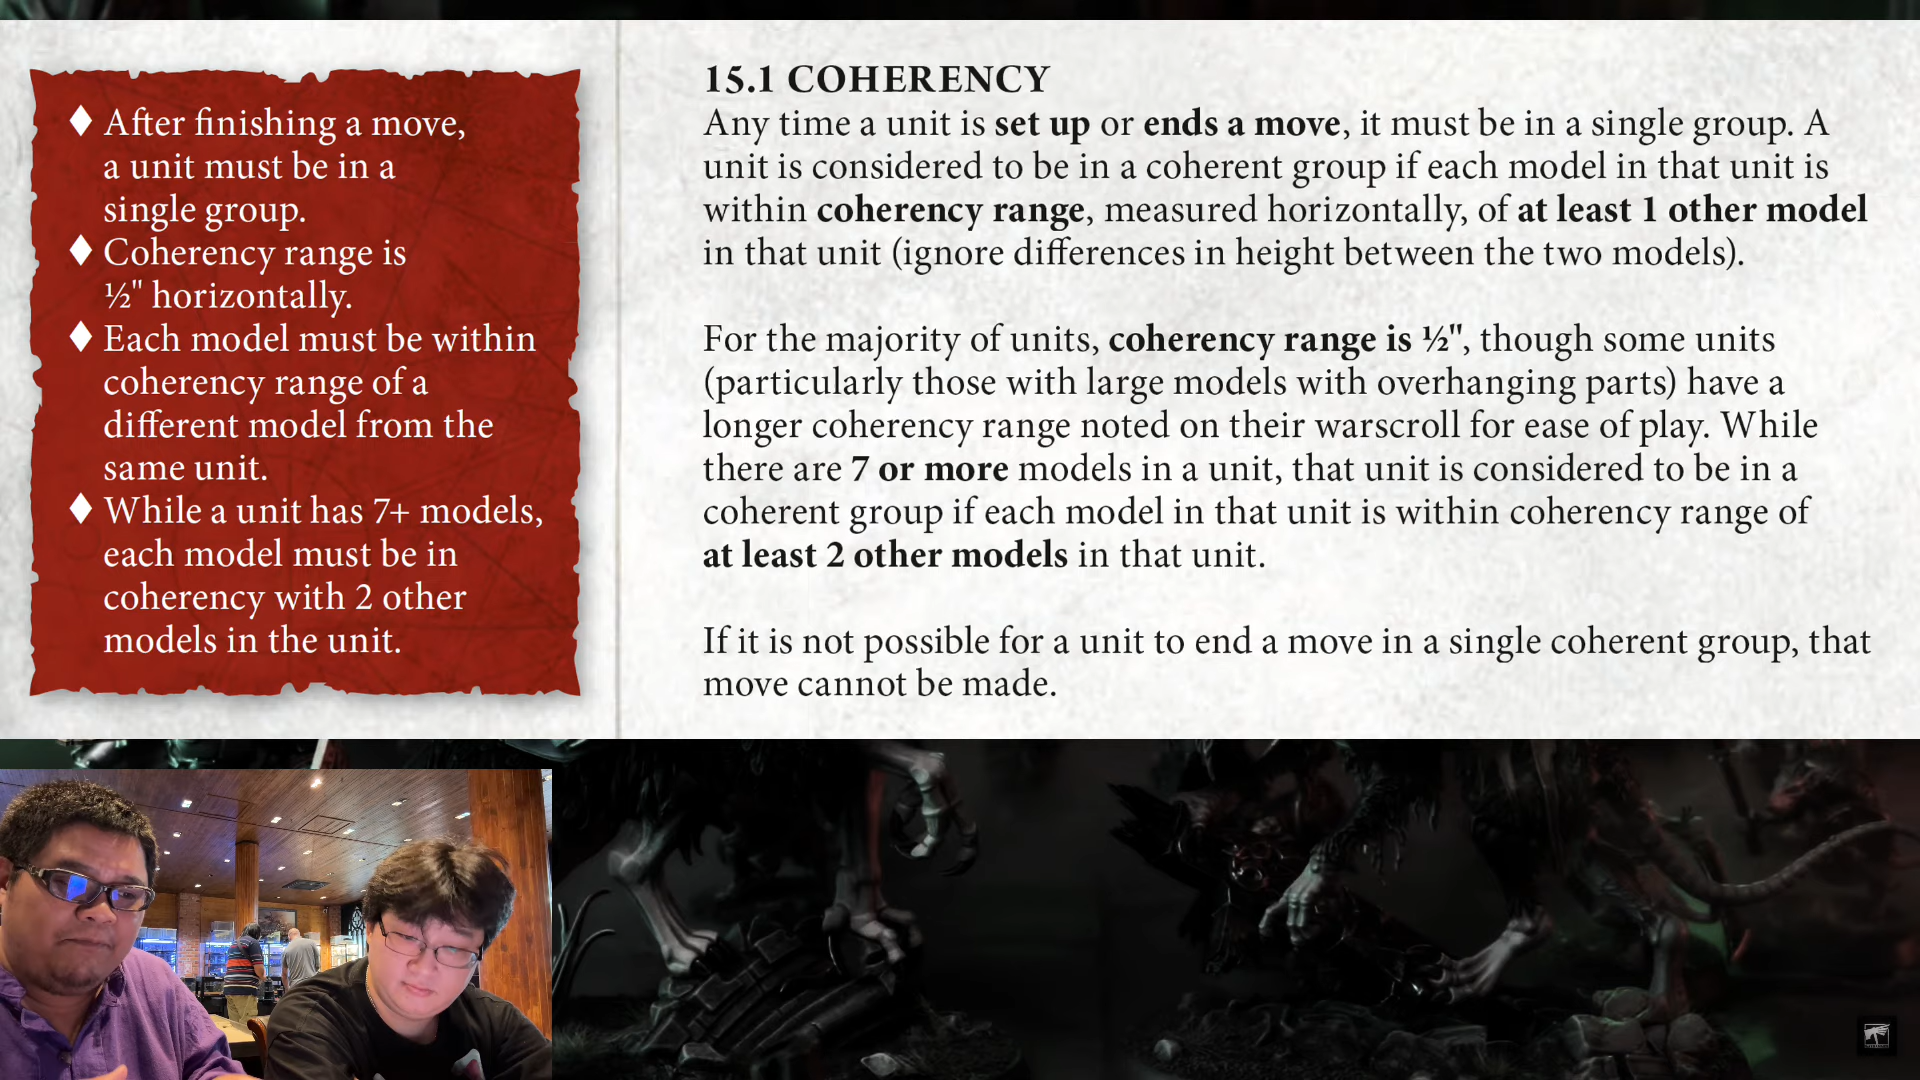 ♦ After finishing a move,
a unit must be in a
single group.
♦ Coherency range is
½" horizontally.
♦ Each model must be within
coherency range of a
different model from the
same unit.
♦ While a unit has 7+ models,
each model must be in
coherency with 2 other
models in the unit.
15.1 COHERENCY
Any time a unit is set up or ends a move, it must be in a single group. A
unit is considered to be in a coherent group if each model in that unit is
within coherency range, measured horizontally, of at least 1 other model
in that unit (ignore differences in height between the two models).
For the majority of units, coherency range is ½", though some units
(particularly those with large models with overhanging parts) have a
longer coherency range noted on their warscroll for ease of play. While
there are 7 or more models in a unit, that unit is considered to be in a
coherent group if each model in that unit is within coherency range of
at least 2 other models in that unit.
If it is not possible for a unit to end a move in a single coherent group, that
move cannot be made.